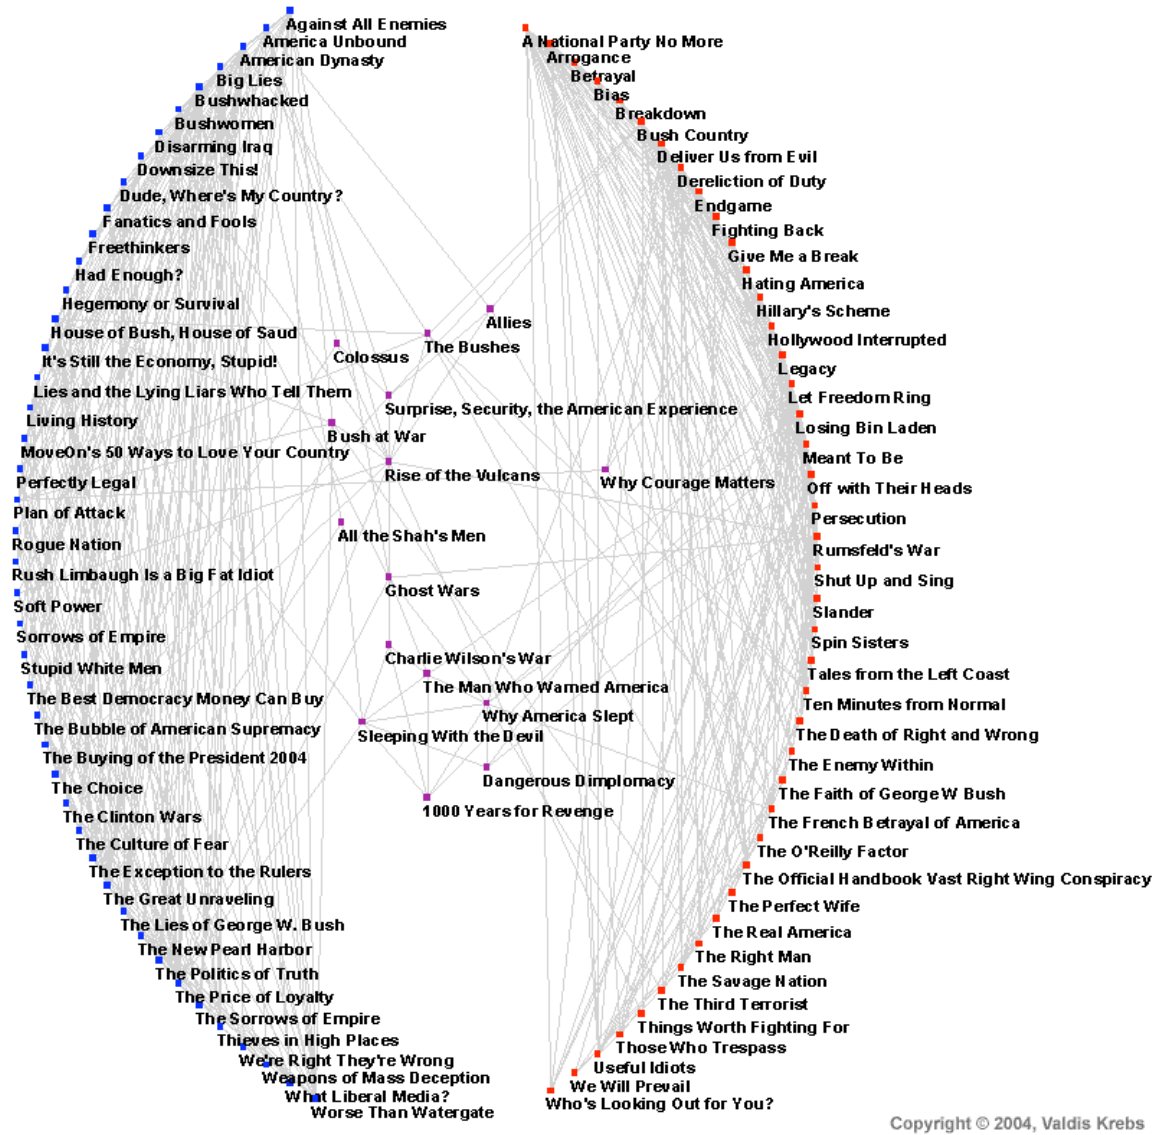 Against All Enemies
America Unbound
American Dynasty
Big Lies
Bushwhacked
Bushwomen
Disarming Iraq
Downsize This!
Dude, Where's My Country?
Fanatics and Fools
Freethinkers
Had Enough?
Hegemony or Survival
House of Bush, House of Saud
It's Still the Economy, Stupid!
Lies and the Lying Liars Who Tell Them
Living History
MoveOn's 50 Ways to Love Your Country
Perfectly Legal
Plan of Attack
Rogue Nation
Rush Limbaugh Is a Big Fat Idiot
Soft Power
Sorrows of Empire
Stupid White Men
The Best Democracy Money Can Buy
The Bubble of American Supremacy
The Buying of the President 2004
The Choice
The Clinton Wars
The Culture of Fear
The Exception to the Rulers
The Great Unraveling
The Lies of George W. Bush
The New Pearl Harbor
The Politics of Truth
The Price of Loyalty
The Sorrows of Empire
Thieves in High Places
We're Right They're Wrong
Weapons of Mass Deception
What Liberal Media?
Worse Than Watergate
Allies
The Bushes
Colossus
Surprise, Security, the American Experience
Bush at War
Rise of the Vulcans
Why Courage Matters
All the Shah's Men
Ghost Wars
Charlie Wilson's War
The Man Who Warned America
Why America Slept
Sleeping With the Devil
Dangerous Dimplomacy
1000 Years for Revenge
A National Party No More
Arrogance
Betrayal
Bias
Breakdown
Bush Country
Deliver Us from Evil
Dereliction of Duty
Endgame
Fighting Back
Give Me a Break
Hating America
Hillary's Scheme
Hollywood Interrupted
Legacy
Let Freedom Ring
Losing Bin Laden
Meant To Be
Off with Their Heads
Persecution
Rumsfeld's War
Shut Up and Sing
Slander
Spin Sisters
Tales from the Left Coast
Ten Minutes from Normal
The Death of Right and Wrong
The Enemy Within
The Faith of George W Bush
The French Betrayal of America
The O'Reilly Factor
The Official Handbook Vast Right Wing Conspiracy
The Perfect Wife
The Real America
The Right Man
The Savage Nation
The Third Terrorist
Things Worth Fighting For
Those Who Trespass
Useful Idiots
We Will Prevail
Who's Looking Out for You?
Copyright © 2004, Valdis Krebs